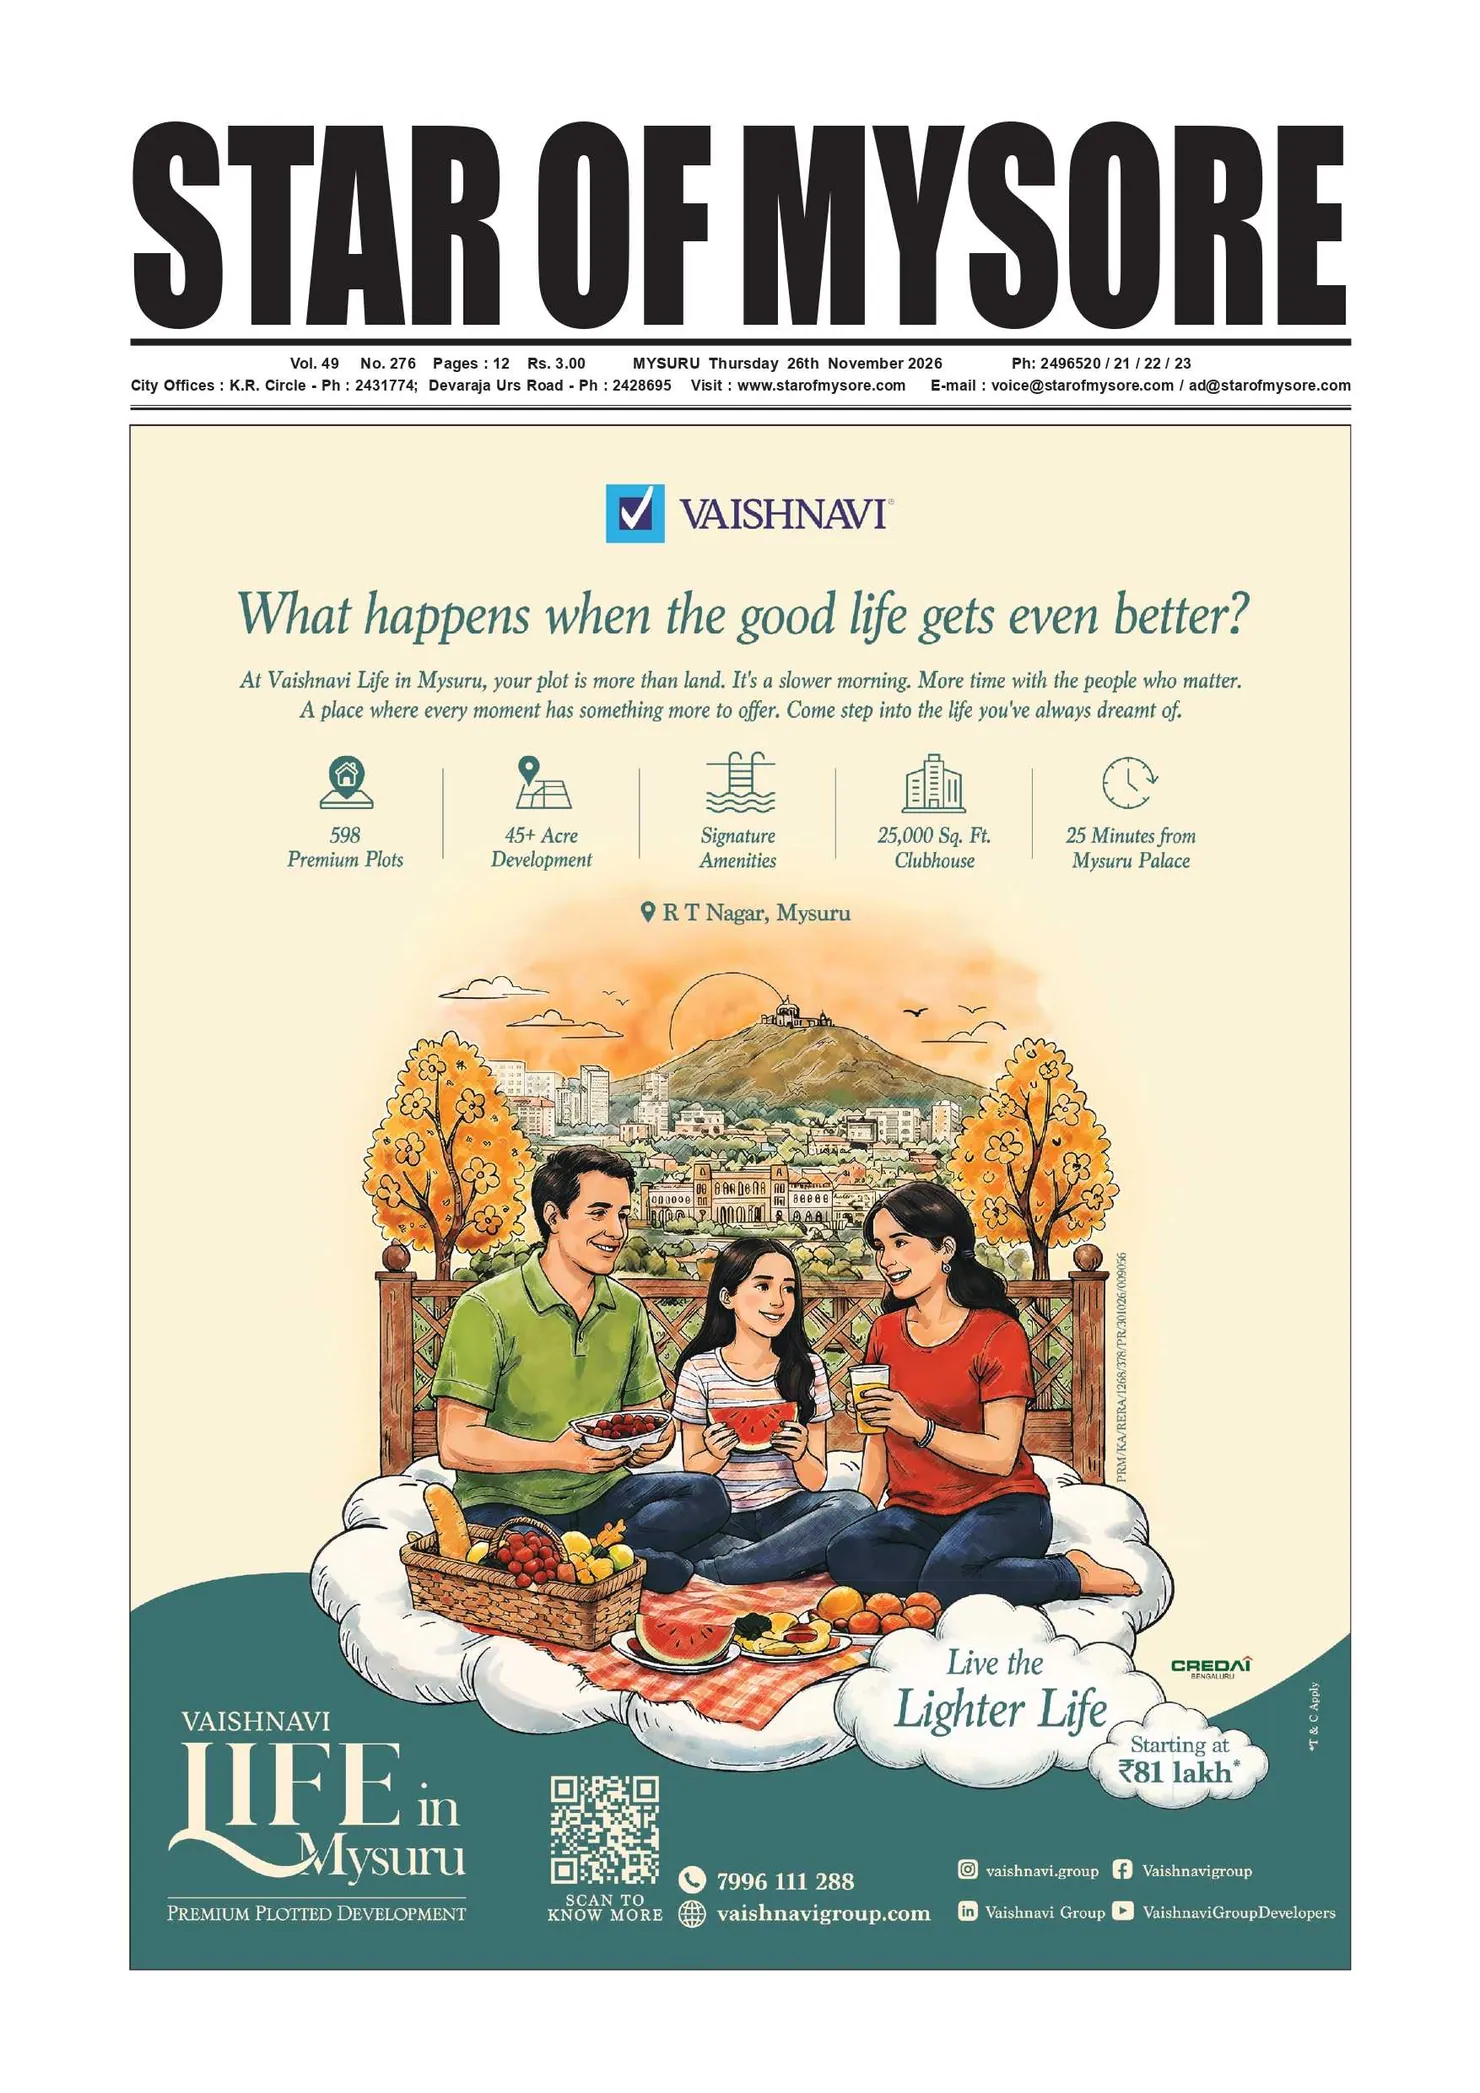 STAR OF MYSORE
Vol. 49 No. 276 Pages : 12 Rs. 3.00 MYSURU Thursday 26th November 2026 Ph: 2496520 / 21 / 22 / 23
City Offices : K.R. Circle - Ph : 2431774; Devaraja Urs Road - Ph : 2428695 Visit : www.starofmysore.com E-mail : voice@starofmysore.com / ad@starofmysore.com
VAISHNAVI®
What happens when the good life gets even better?
At Vaishnavi Life in Mysuru, your plot is more than land. It's a slower morning. More time with the people who matter.
A place where every moment has something more to offer. Come step into the life you've always dreamt of.
598
Premium Plots
45+ Acre
Development
Signature
Amenities
25,000 Sq. Ft.
Clubhouse
25 Minutes from
Mysuru Palace
R T Nagar, Mysuru
PRM/KA/RERA/1268/378/PR/301026/009056
Live the
Lighter Life
CREDAI
BENGALURU
Starting at
₹81 lakh*
*T & C Apply
VAISHNAVI
LIFE in
Mysuru
PREMIUM PLOTTED DEVELOPMENT
SCAN TO
KNOW MORE
7996 111 288
vaishnavigroup.com
vaishnavi.group
Vaishnavigroup
Vaishnavi Group
VaishnaviGroupDevelopers